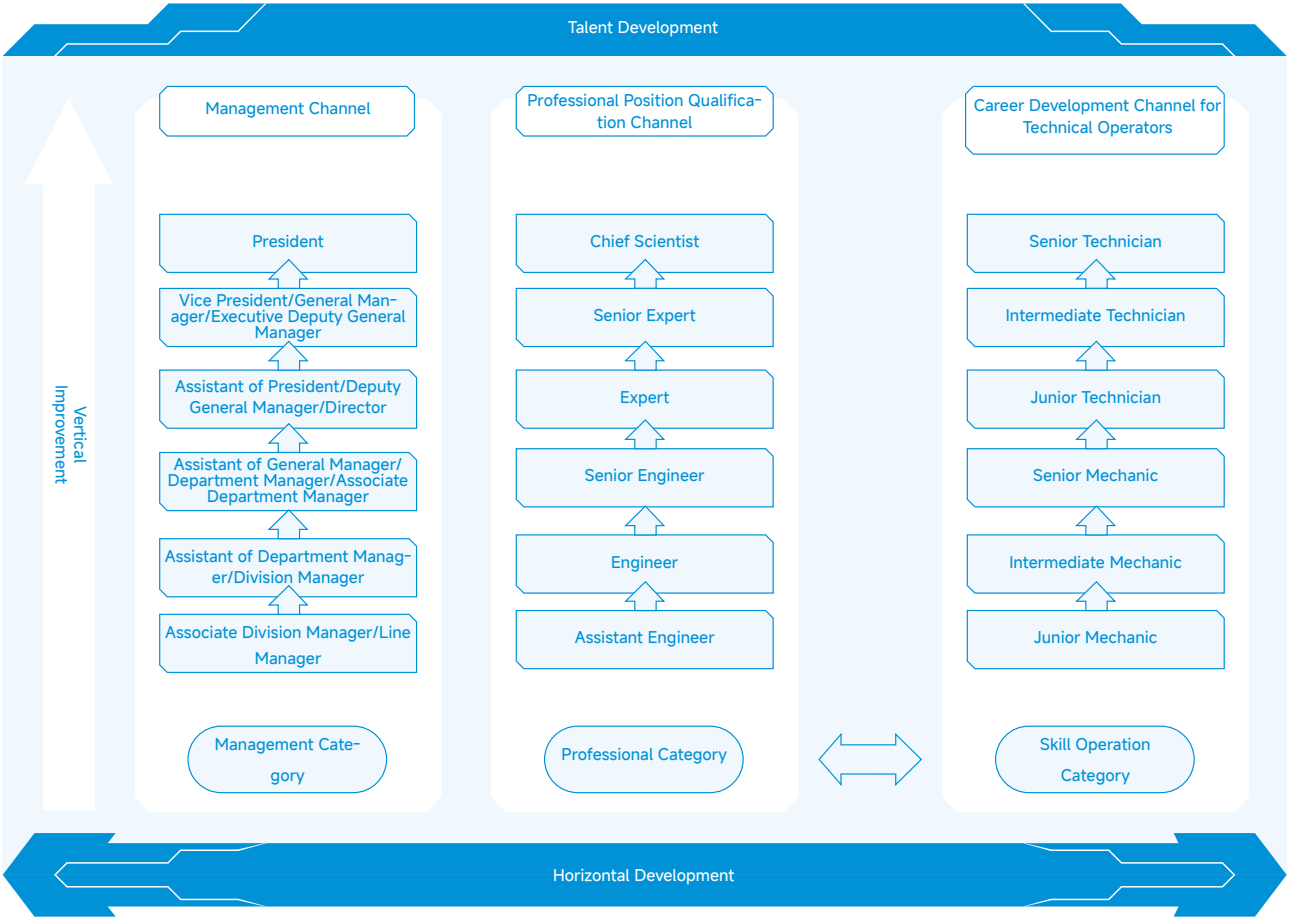 Talent Development
Management Channel
Professional Position Qualifica-
tion Channel
Career Development Channel for
Technical Operators
Vertical
Improvement
President
Vice President/General Man-
ager/Executive Deputy General
Manager
Assistant of President/Deputy
General Manager/Director
Assistant of General Manager/
Department Manager/Associate
Department Manager
Assistant of Department Manag-
er/Division Manager
Associate Division Manager/Line
Manager
Management Cate-
gory
Chief Scientist
Senior Expert
Expert
Senior Engineer
Engineer
Assistant Engineer
Professional Category
Senior Technician
Intermediate Technician
Junior Technician
Senior Mechanic
Intermediate Mechanic
Junior Mechanic
Skill Operation
Category
Horizontal Development